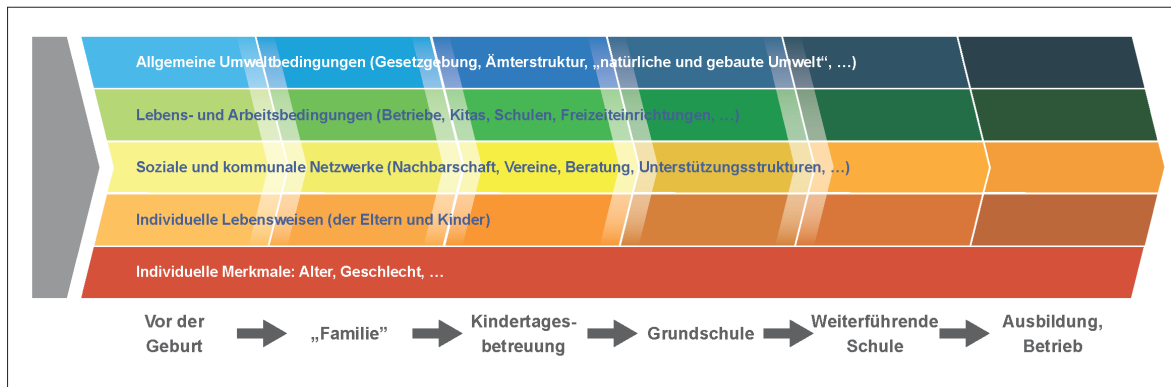 Allgemeine Umweltbedingungen (Gesetzgebung, Ämterstruktur, „natürliche und gebaute Umwelt“, …)
Lebens- und Arbeitsbedingungen (Betriebe, Kitas, Schulen, Freizeiteinrichtungen, …)
Soziale und kommunale Netzwerke (Nachbarschaft, Vereine, Beratung, Unterstützungsstrukturen, …)
Individuelle Lebensweisen (der Eltern und Kinder)
Individuelle Merkmale: Alter, Geschlecht, …
Vor der
Geburt
„Familie”
Kindertages-
betreuung
Grundschule
Weiterführende
Schule
Ausbildung,
Betrieb